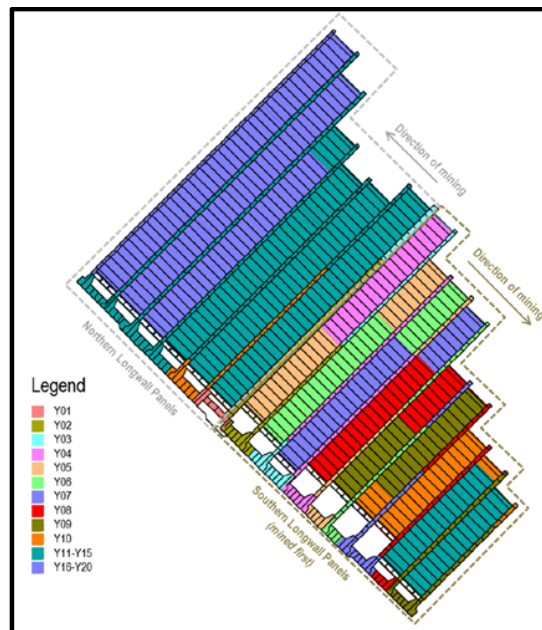 Direction of mining
Direction of mining
Northern Longwall Panels
Southern Longwall Panels
(mined first)
Legend
Y01
Y02
Y03
Y04
Y05
Y06
Y07
Y08
Y09
Y10
Y11-Y15
Y16-Y20